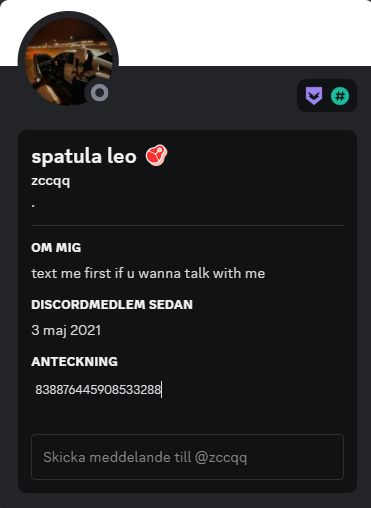 spatula leo 🥩
zccqq
.
OM MIG
text me first if u wanna talk with me
DISCORDMEDLEM SEDAN
3 maj 2021
ANTECKNING
838876445908533288
Skicka meddelande till @zccqq